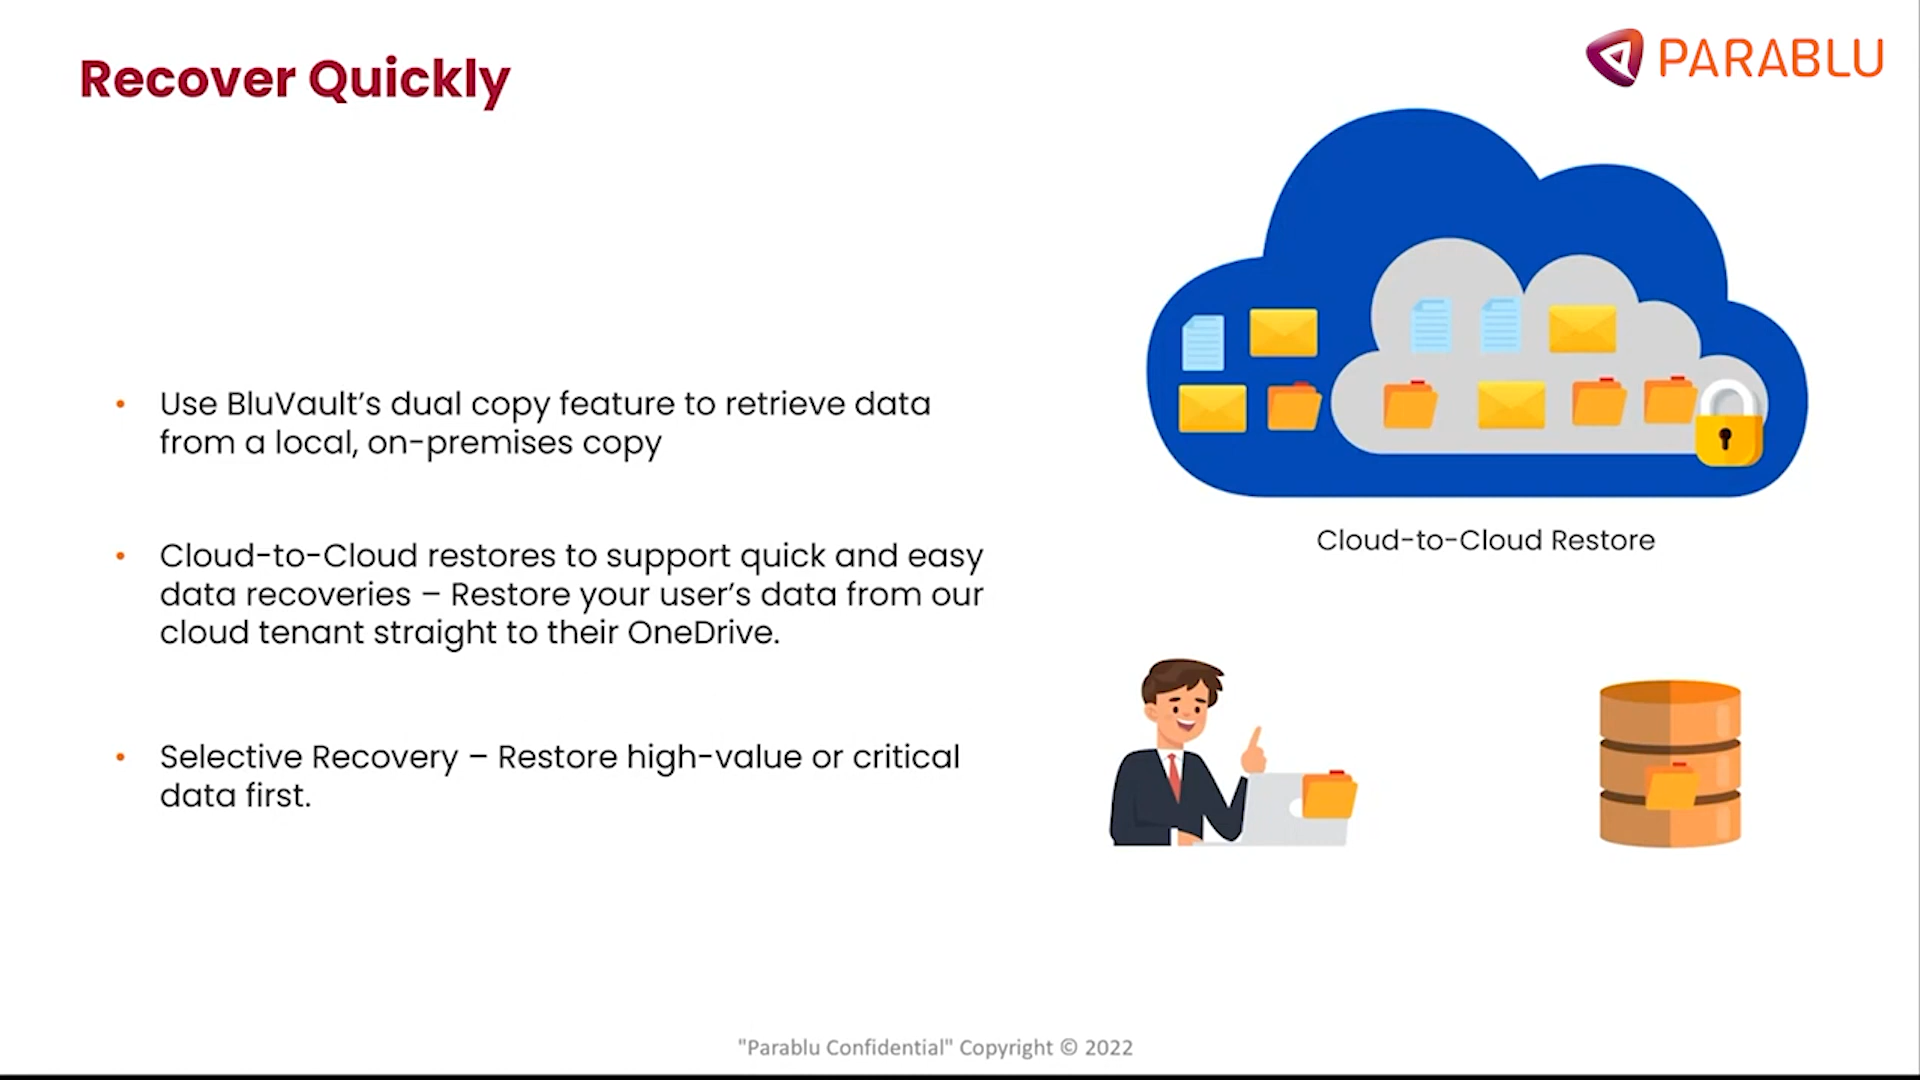 Recover Quickly
PARABLU
• Use BluVault’s dual copy feature to retrieve data
from a local, on-premises copy
• Cloud-to-Cloud restores to support quick and easy
data recoveries – Restore your user’s data from our
cloud tenant straight to their OneDrive.
• Selective Recovery – Restore high-value or critical
data first.
Cloud-to-Cloud Restore
"Parablu Confidential" Copyright © 2022